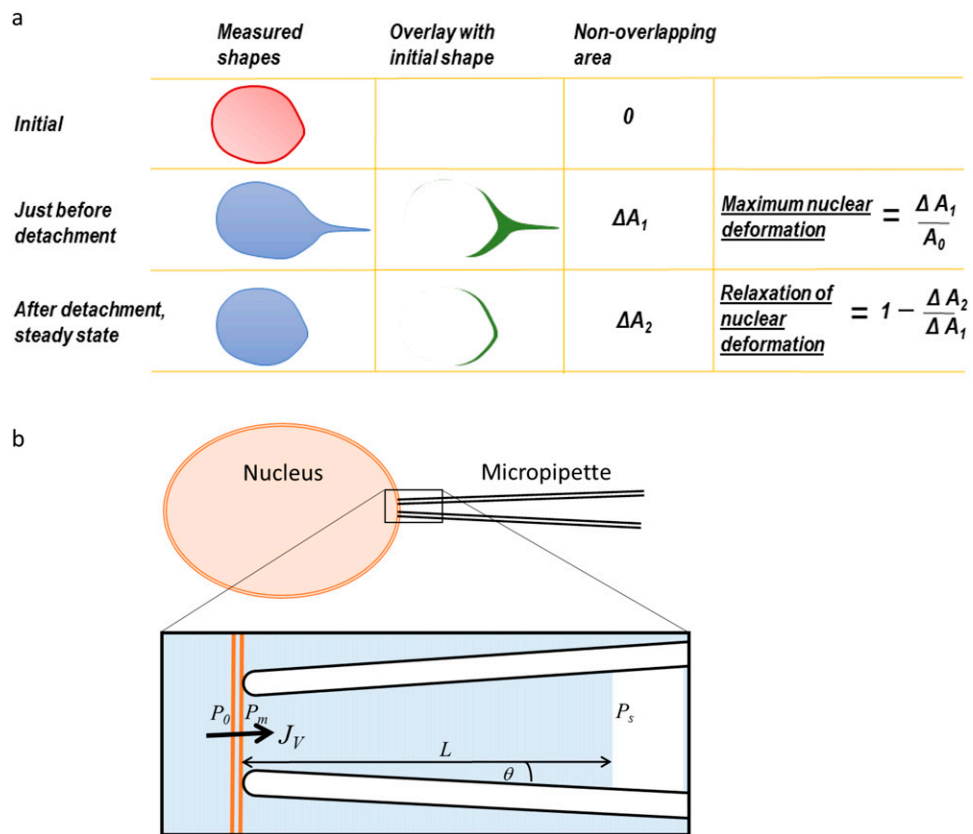 a
Measured shapes
Overlay with initial shape
Non-overlapping area
Initial
0
Just before detachment
ΔA₁
Maximum nuclear deformation = ΔA₁ / A₀
After detachment, steady state
ΔA₂
Relaxation of nuclear deformation = 1 − ΔA₂ / ΔA₁
b
Nucleus
Micropipette
P₀ Pₘ
Pₛ
J_V
L
θ